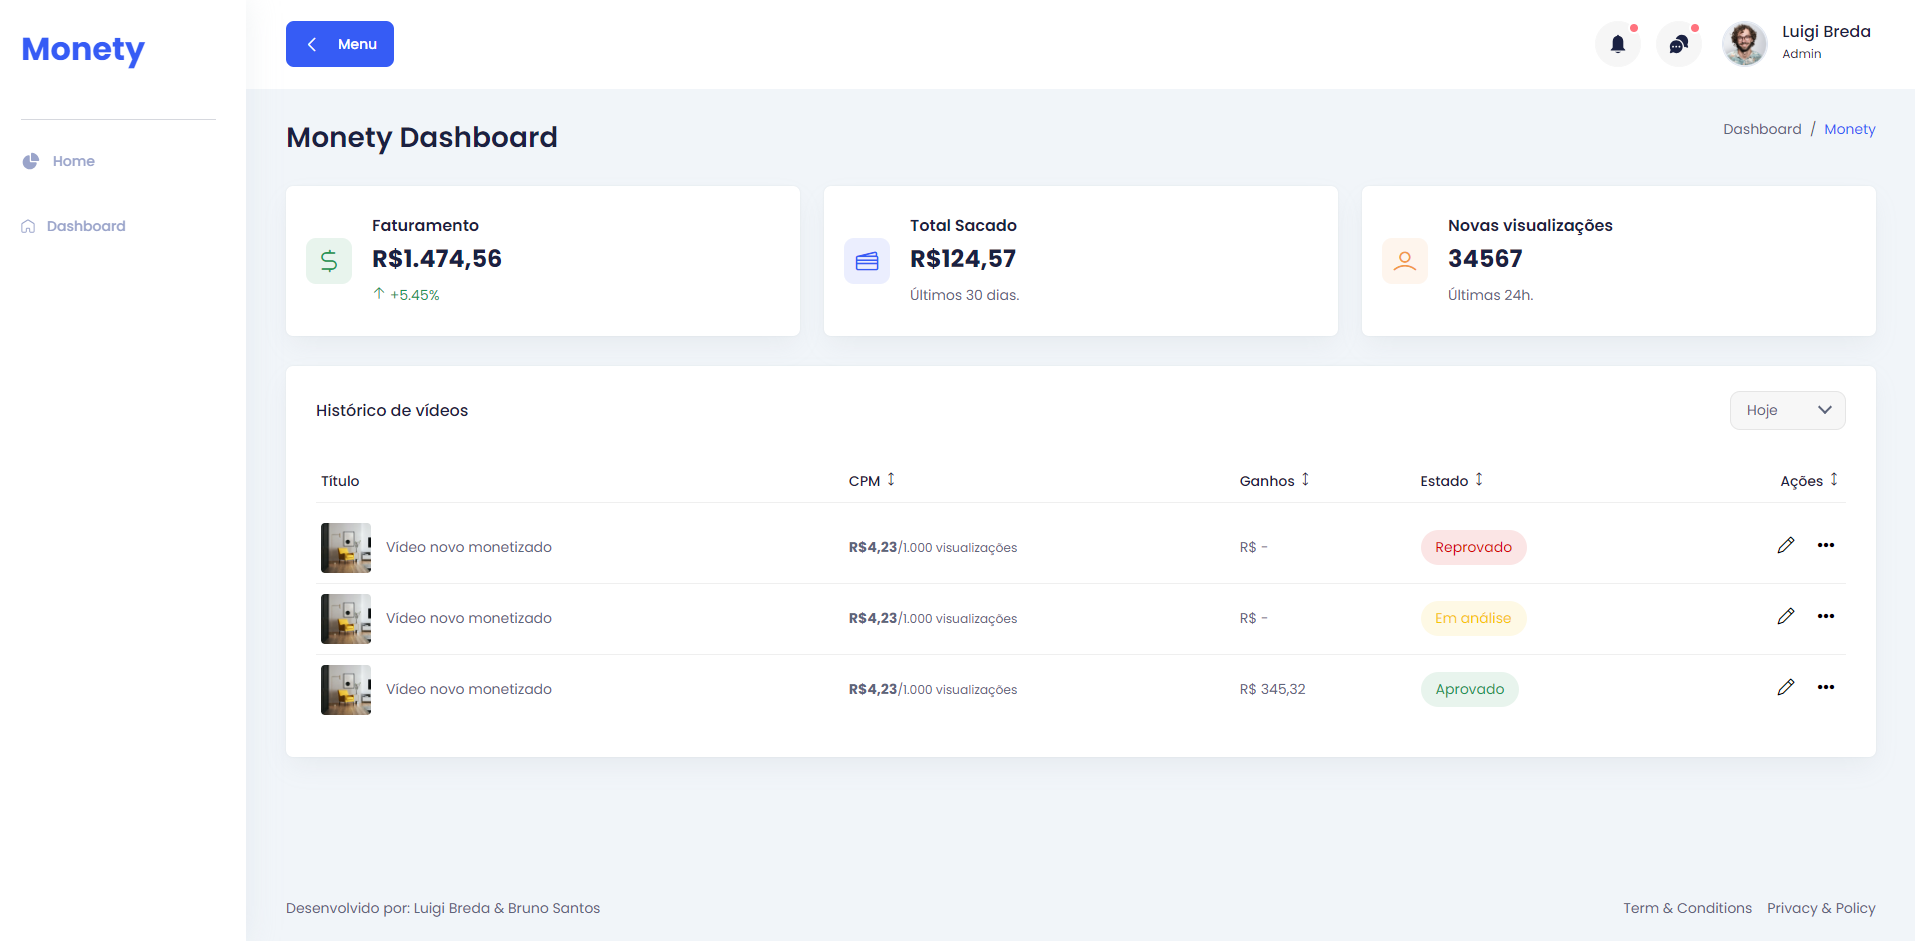 Monety
Menu
Luigi Breda
Admin
Home
Dashboard
Monety Dashboard
Dashboard / Monety
Faturamento
R$1.474,56
+5.45%
Total Sacado
R$124,57
Últimos 30 dias.
Novas visualizações
34567
Últimas 24h.
Histórico de vídeos
Hoje
Título CPM Ganhos Estado Ações
Vídeo novo monetizado R$4,23/1.000 visualizações R$ - Reprovado
Vídeo novo monetizado R$4,23/1.000 visualizações R$ - Em análise
Vídeo novo monetizado R$4,23/1.000 visualizações R$ 345,32 Aprovado
Desenvolvido por: Luigi Breda & Bruno Santos
Term & Conditions Privacy & Policy